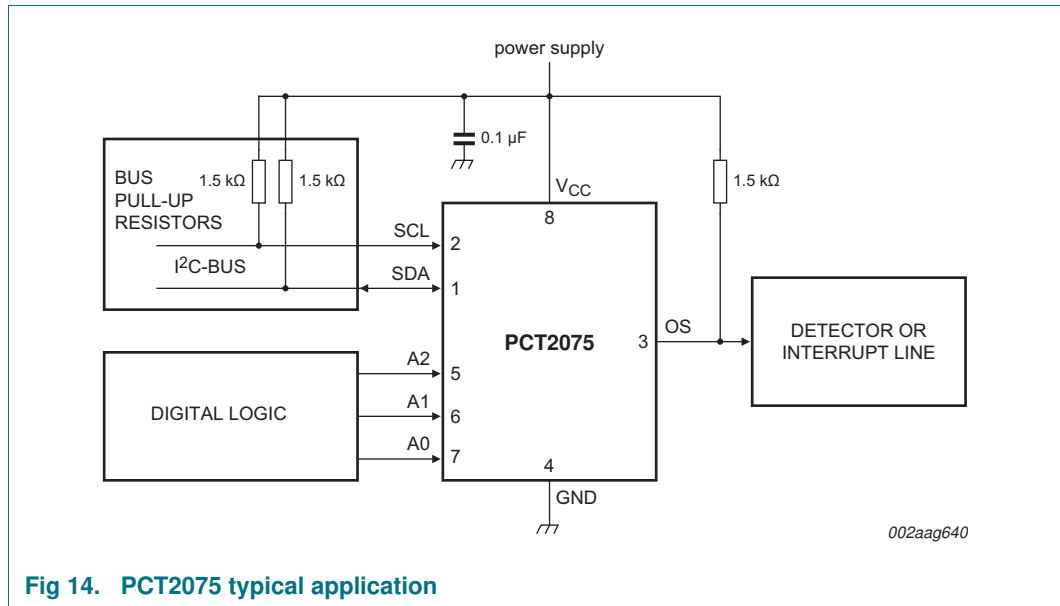 power supply
0.1 μF
BUS
PULL-UP
RESISTORS
1.5 kΩ
1.5 kΩ
1.5 kΩ
VCC
8
SCL
2
I2C-BUS
SDA
1
PCT2075
OS
3
DETECTOR OR
INTERRUPT LINE
DIGITAL LOGIC
A2
5
A1
6
A0
7
4
GND
002aag640
Fig 14. PCT2075 typical application